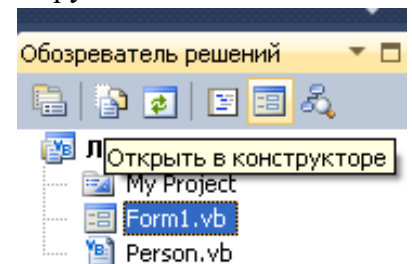 Обозреватель решений
Л
Открыть в конструкторе
My Project
Form1.vb
Person.vb